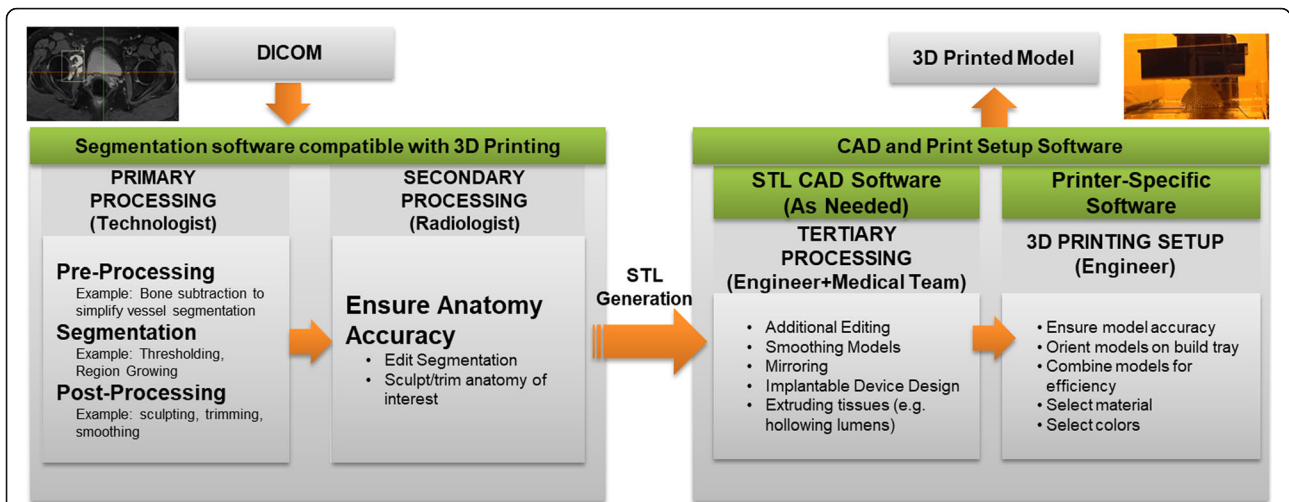 DICOM
Segmentation software compatible with 3D Printing
PRIMARY
PROCESSING
(Technologist)
Pre-Processing
Example: Bone subtraction to
simplify vessel segmentation
Segmentation
Example: Thresholding,
Region Growing
Post-Processing
Example: sculpting, trimming,
smoothing
SECONDARY
PROCESSING
(Radiologist)
Ensure Anatomy
Accuracy
• Edit Segmentation
• Sculpt/trim anatomy of
interest
STL
Generation
3D Printed Model
CAD and Print Setup Software
STL CAD Software
(As Needed)
TERTIARY
PROCESSING
(Engineer+Medical Team)
• Additional Editing
• Smoothing Models
• Mirroring
• Implantable Device Design
• Extruding tissues (e.g.
hollowing lumens)
Printer-Specific
Software
3D PRINTING SETUP
(Engineer)
• Ensure model accuracy
• Orient models on build tray
• Combine models for
efficiency
• Select material
• Select colors